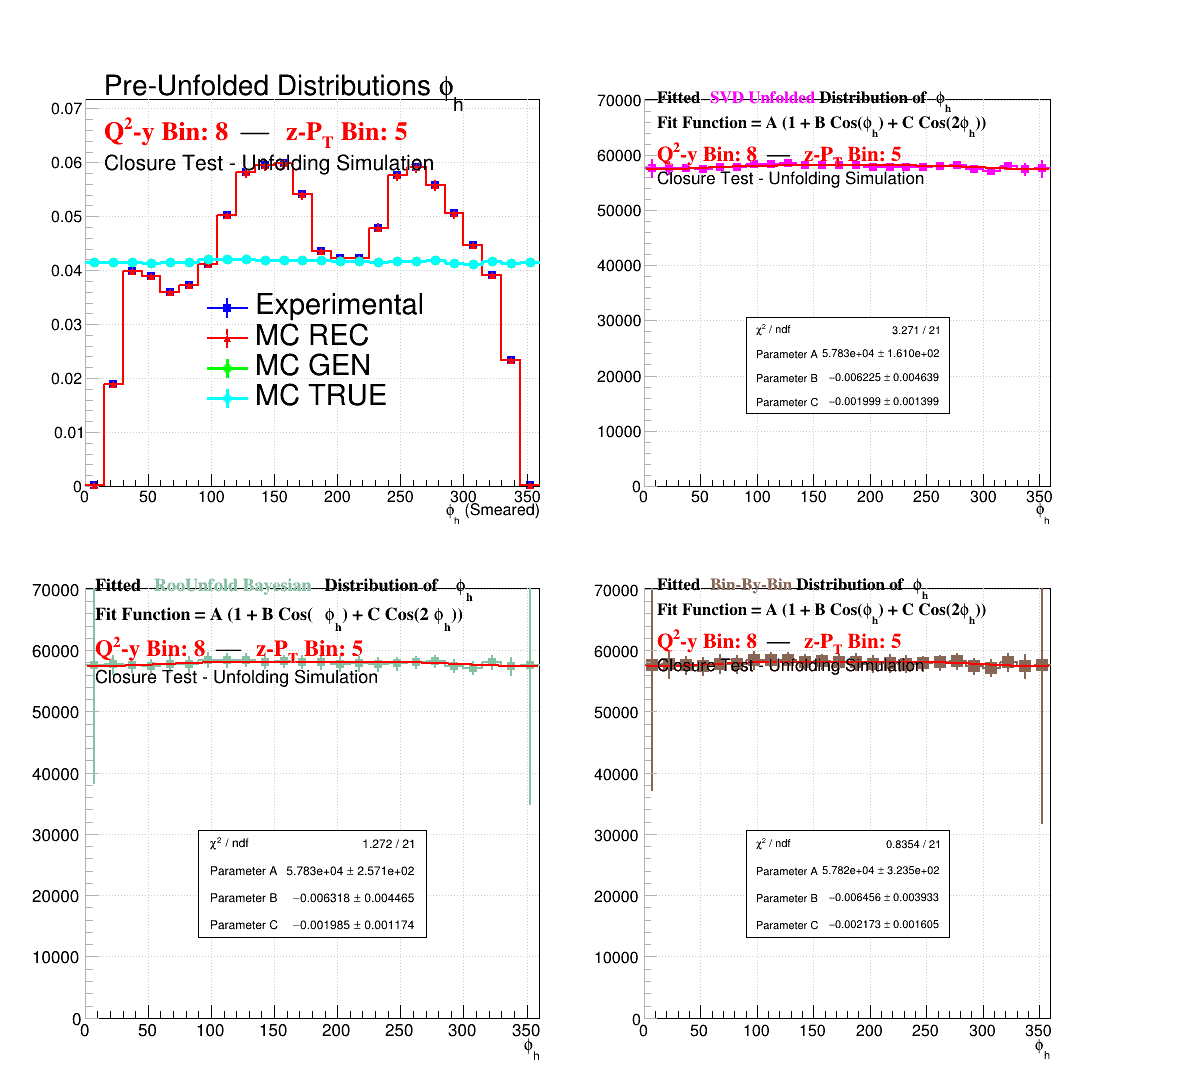 Pre-Unfolded Distributions ϕh
Q²-y Bin: 8 — z-PT Bin: 5
Closure Test - Unfolding Simulation
0.07
0.06
0.05
0.04
0.03
0.02
0.01
0
Experimental
MC REC
MC GEN
MC TRUE
0 50 100 150 200 250 300 350
ϕh (Smeared)
Fitted SVD Unfolded Distribution of ϕh
Fit Function = A (1 + B Cos(ϕh) + C Cos(2ϕh))
Q²-y Bin: 8 — z-PT Bin: 5
Closure Test - Unfolding Simulation
70000
60000
50000
40000
30000
20000
10000
0
χ² / ndf 3.271 / 21
Parameter A 5.783e+04 ± 1.610e+02
Parameter B −0.006225 ± 0.004639
Parameter C −0.001999 ± 0.001399
0 50 100 150 200 250 300 350
ϕh
Fitted RooUnfold Bayesian Distribution of ϕh
Fit Function = A (1 + B Cos( ϕh) + C Cos(2 ϕh))
Q²-y Bin: 8 — z-PT Bin: 5
Closure Test - Unfolding Simulation
70000
60000
50000
40000
30000
20000
10000
0
χ² / ndf 1.272 / 21
Parameter A 5.783e+04 ± 2.571e+02
Parameter B −0.006318 ± 0.004465
Parameter C −0.001985 ± 0.001174
0 50 100 150 200 250 300 350
ϕh
Fitted Bin-By-Bin Distribution of ϕh
Fit Function = A (1 + B Cos(ϕh) + C Cos(2ϕh))
Q²-y Bin: 8 — z-PT Bin: 5
Closure Test - Unfolding Simulation
70000
60000
50000
40000
30000
20000
10000
0
χ² / ndf 0.8354 / 21
Parameter A 5.782e+04 ± 3.235e+02
Parameter B −0.006456 ± 0.003933
Parameter C −0.002173 ± 0.001605
0 50 100 150 200 250 300 350
ϕh